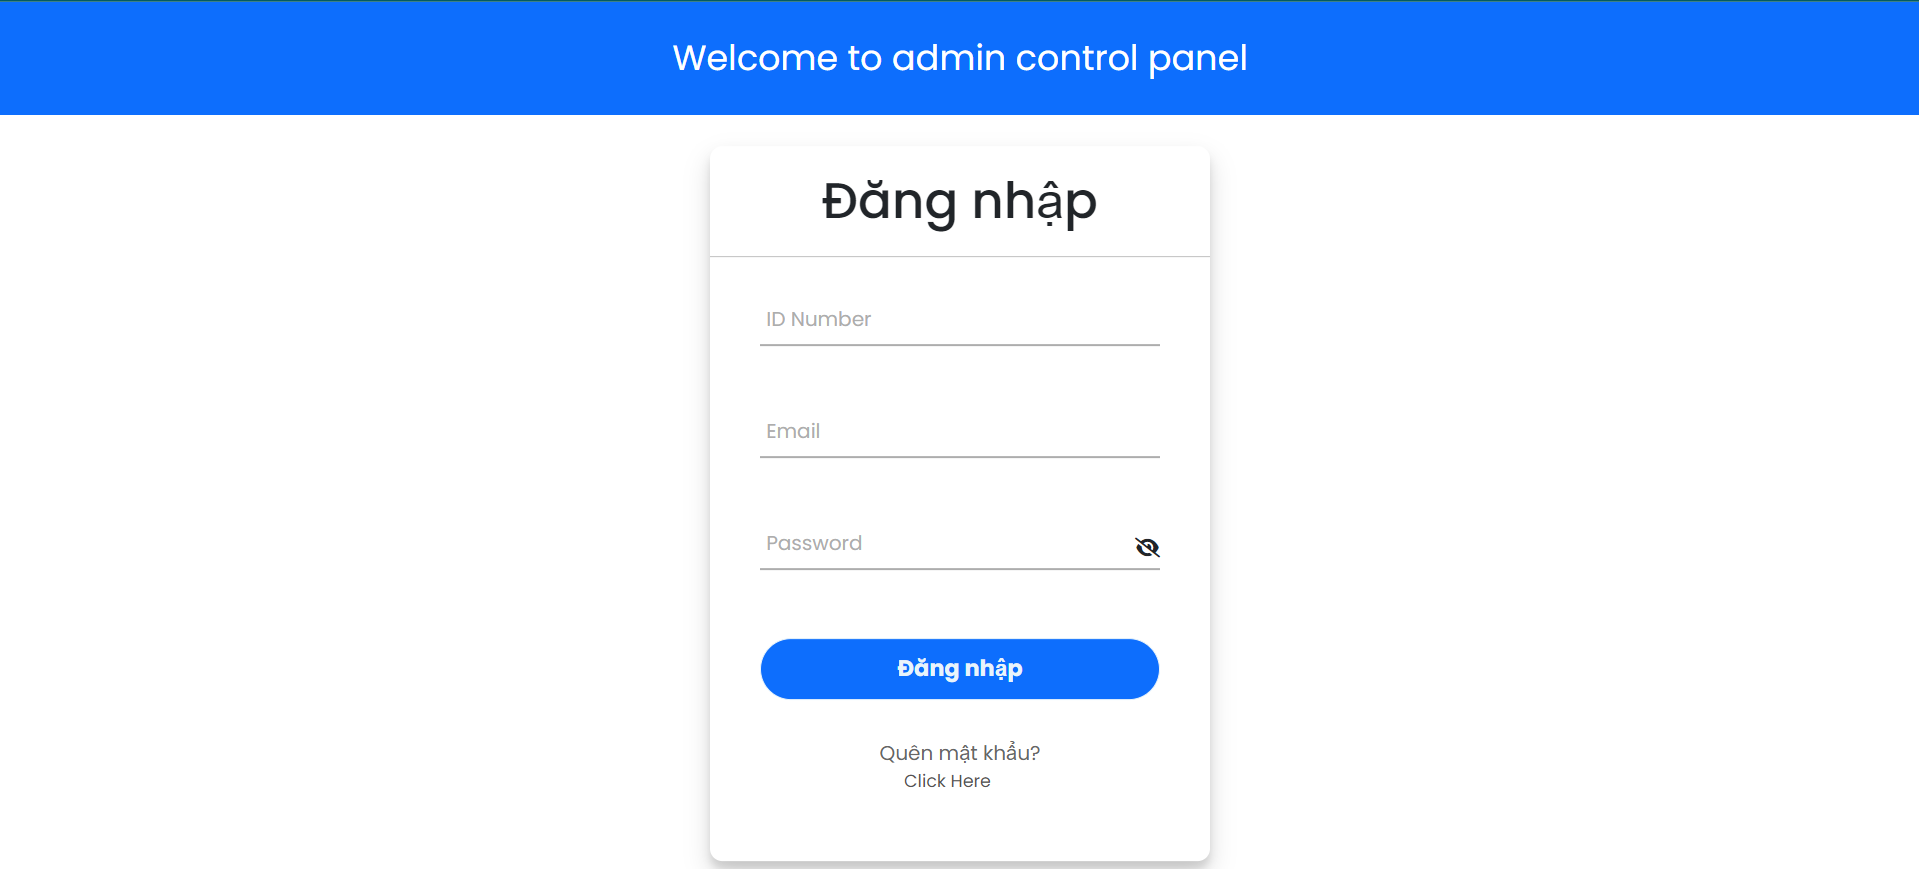 Welcome to admin control panel
Đăng nhập
ID Number
Email
Password
Đăng nhập
Quên mật khẩu?
Click Here